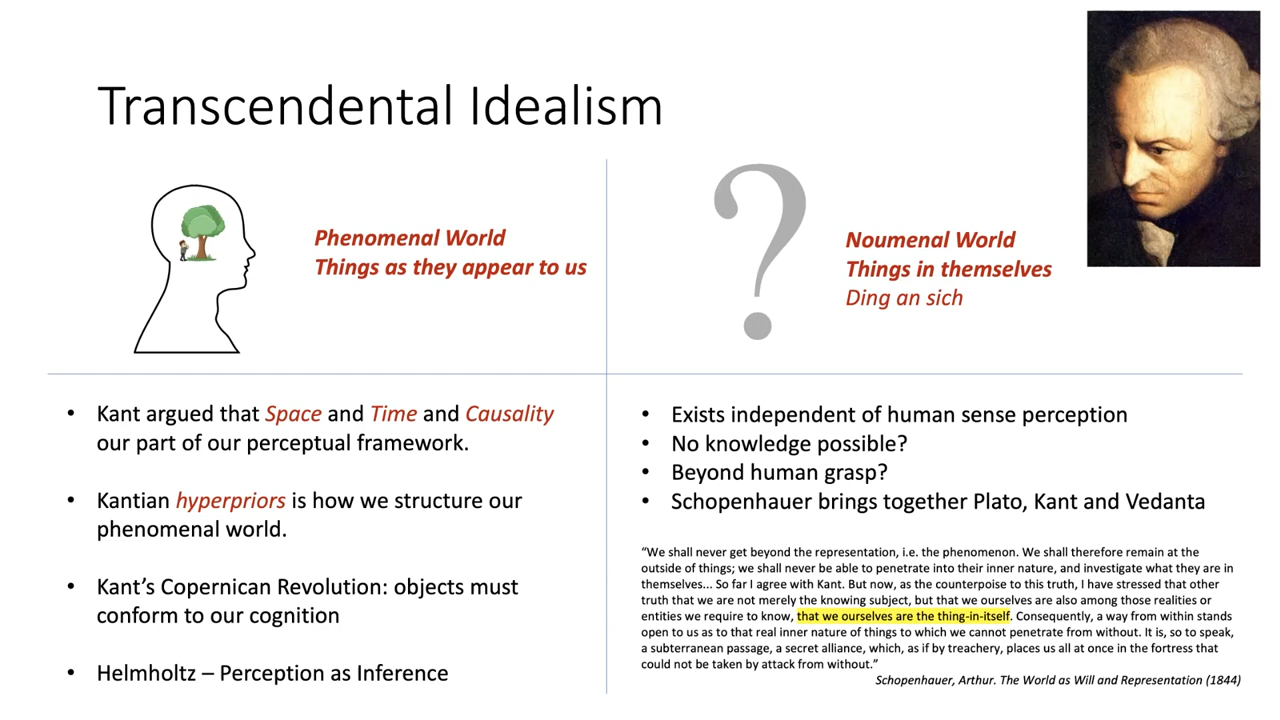 Transcendental Idealism
Phenomenal World
Things as they appear to us
?
Noumenal World
Things in themselves
Ding an sich
• Kant argued that Space and Time and Causality
our part of our perceptual framework.
• Kantian hyperpriors is how we structure our
phenomenal world.
• Kant’s Copernican Revolution: objects must
conform to our cognition
• Helmholtz – Perception as Inference
• Exists independent of human sense perception
• No knowledge possible?
• Beyond human grasp?
• Schopenhauer brings together Plato, Kant and Vedanta
“We shall never get beyond the representation, i.e. the phenomenon. We shall therefore remain at the
outside of things; we shall never be able to penetrate into their inner nature, and investigate what they are in
themselves... So far I agree with Kant. But now, as the counterpoise to this truth, I have stressed that other
truth that we are not merely the knowing subject, but that we ourselves are also among those realities or
entities we require to know, that we ourselves are the thing-in-itself. Consequently, a way from within stands
open to us as to that real inner nature of things to which we cannot penetrate from without. It is, so to speak,
a subterranean passage, a secret alliance, which, as if by treachery, places us all at once in the fortress that
could not be taken by attack from without.”
Schopenhauer, Arthur. The World as Will and Representation (1844)